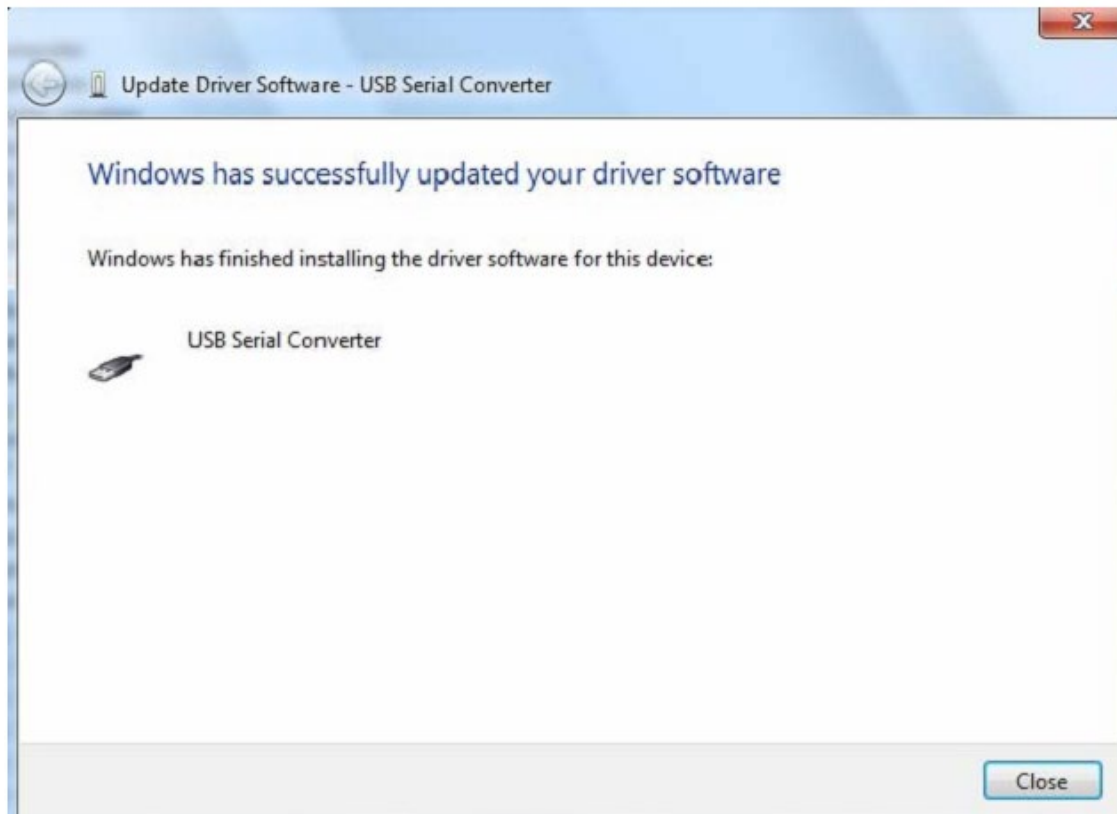 Update Driver Software - USB Serial Converter
Windows has successfully updated your driver software
Windows has finished installing the driver software for this device:
USB Serial Converter
Close